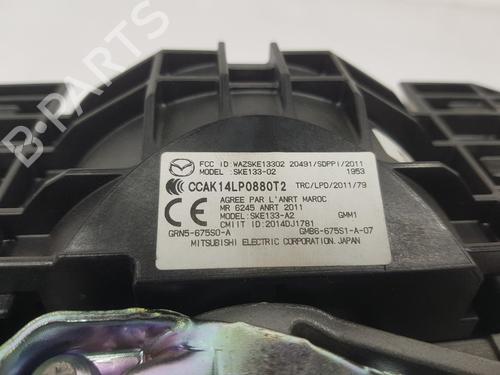 B-PARTS
FCC ID: WAZSKE13302 20491/SDPPI/2011
MODEL :SKE133-02 1953
CCAK14LP0880T2 TRC/LPD/2011/79
AGREE PAR L'ANRT MAROC
MR 6245 ANRT 2011
MODEL:SKE133-A2 GMM1
CMIIT ID:2014DJ1781
GRN5-675S0-A GMB6-675S1-A-07
MITSUBISHI ELECTRIC CORPORATION.JAPAN